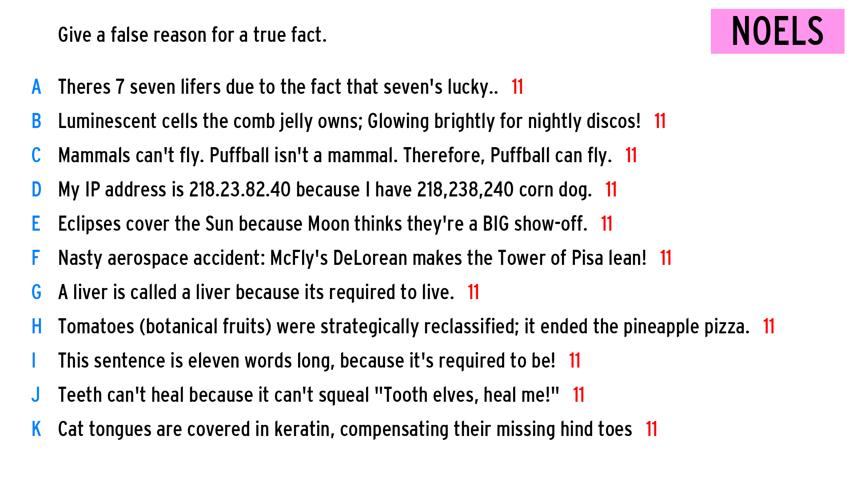 Give a false reason for a true fact.
NOELS
A Theres 7 seven lifers due to the fact that seven's lucky.. 11
B Luminescent cells the comb jelly owns; Glowing brightly for nightly discos! 11
C Mammals can't fly. Puffball isn't a mammal. Therefore, Puffball can fly. 11
D My IP address is 218.23.82.40 because I have 218,238,240 corn dog. 11
E Eclipses cover the Sun because Moon thinks they're a BIG show-off. 11
F Nasty aerospace accident: McFly's DeLorean makes the Tower of Pisa lean! 11
G A liver is called a liver because its required to live. 11
H Tomatoes (botanical fruits) were strategically reclassified; it ended the pineapple pizza. 11
I This sentence is eleven words long, because it's required to be! 11
J Teeth can't heal because it can't squeal "Tooth elves, heal me!" 11
K Cat tongues are covered in keratin, compensating their missing hind toes 11